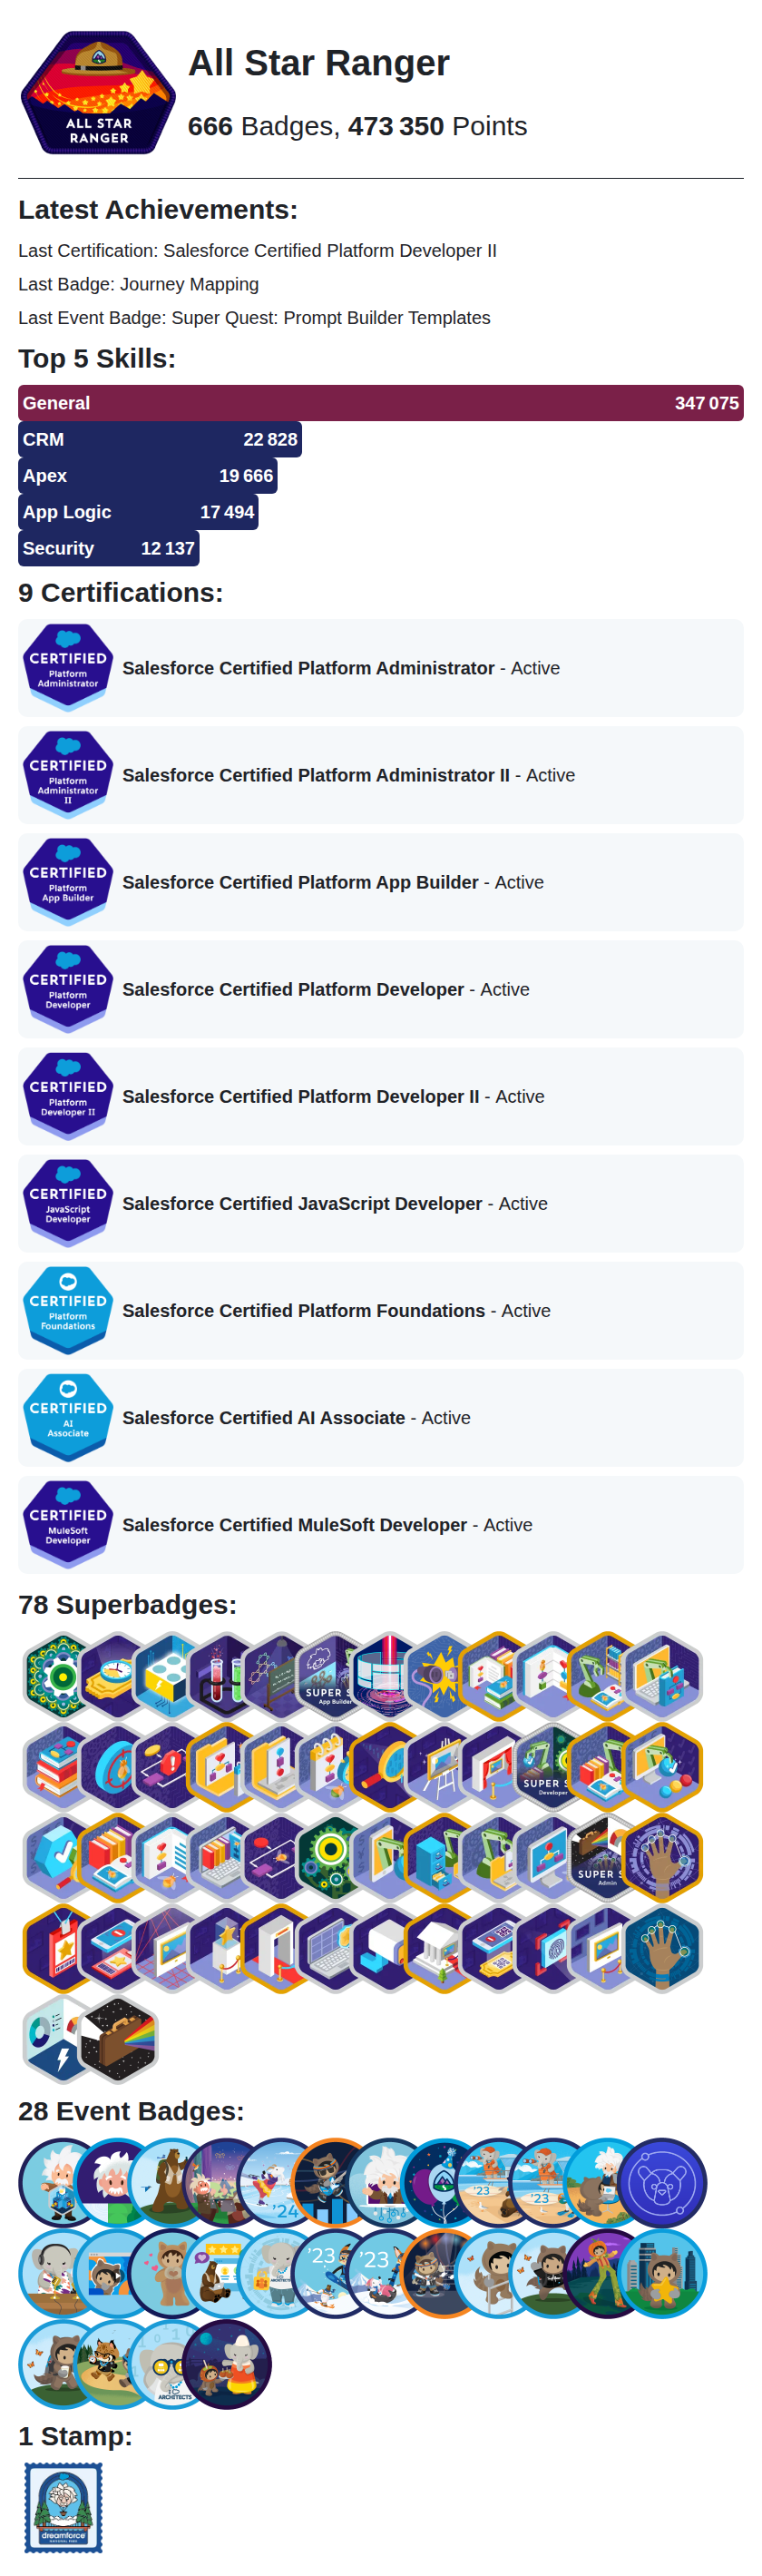 ALL STAR
RANGER
All Star Ranger
666 Badges, 473 350 Points
Latest Achievements:
Last Certification: Salesforce Certified Platform Developer II
Last Badge: Journey Mapping
Last Event Badge: Super Quest: Prompt Builder Templates
Top 5 Skills:
General 347 075
CRM 22 828
Apex 19 666
App Logic 17 494
Security 12 137
9 Certifications:
CERTIFIED
Platform
Administrator
Salesforce Certified Platform Administrator - Active
CERTIFIED
Platform
Administrator
II
Salesforce Certified Platform Administrator II - Active
CERTIFIED
Platform
App Builder
Salesforce Certified Platform App Builder - Active
CERTIFIED
Platform
Developer
Salesforce Certified Platform Developer - Active
CERTIFIED
Platform
Developer II
Salesforce Certified Platform Developer II - Active
CERTIFIED
JavaScript
Developer
Salesforce Certified JavaScript Developer - Active
CERTIFIED
Platform
Foundations
Salesforce Certified Platform Foundations - Active
CERTIFIED
AI
Associate
Salesforce Certified AI Associate - Active
CERTIFIED
MuleSoft
Developer
Salesforce Certified MuleSoft Developer - Active
78 Superbadges:
SUPER S
App Builder
SUPER S
Developer
SUPER S
Admin
28 Event Badges:
'24
'23
'23
'23
'23
ARCHITECTS
1 Stamp:
dreamforce